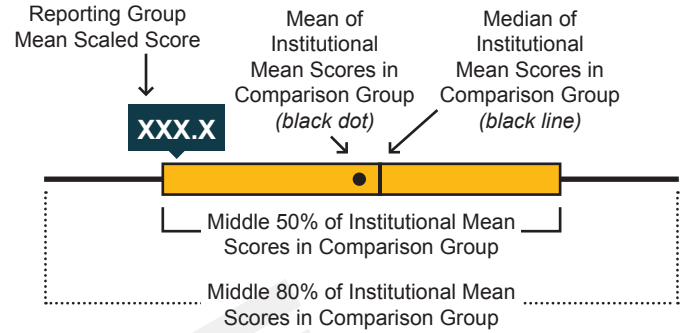 Reporting Group
Mean Scaled Score
Mean of
Institutional
Mean Scores in
Comparison Group
(black dot)
Median of
Institutional
Mean Scores in
Comparison Group
(black line)
XXX.X
Middle 50% of Institutional Mean
Scores in Comparison Group
Middle 80% of Institutional Mean
Scores in Comparison Group